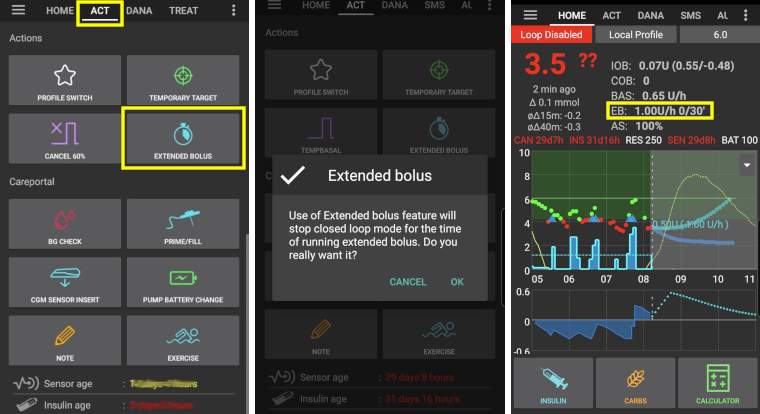 HOME ACT DANA TREAT
Actions
PROFILE SWITCH TEMPORARY TARGET
CANCEL 60% EXTENDED BOLUS
Careportal
BG CHECK PRIME/FILL
CGM SENSOR INSERT PUMP BATTERY CHANGE
NOTE EXERCISE
Sensor age :
Insulin age :
HOME ACT DANA SMS AU
Actions
PROFILE SWITCH TEMPORARY TARGET
TEMPBASAL EXTENDED BOLUS
Extended bolus
Use of Extended bolus feature will
stop closed loop mode for the time
of running extended bolus. Do you
really want it?
CANCEL OK
NOTE EXERCISE
Sensor age : 29 days 8 hours
Insulin age : 31 days 16 hours
HOME ACT DANA SMS AU
Loop Disabled Local Profile 6.0
3.5 ??
2 min ago
Δ 0.1 mmol
øΔ15m: -0.2
øΔ40m: -0.3
IOB: 0.07U (0.55/-0.48)
COB: 0
BAS: 0.65 U/h
EB: 1.00U/h 0/30'
AS: 100%
CAN 29d7h INS 31d16h RES 250 SEN 29d8h BAT 100
10
8
6
4
2
0.50U (1.00 U/h)
05 06 07 08 09 10 11
0.6
0
-0.6
INSULIN CARBS CALCULATOR